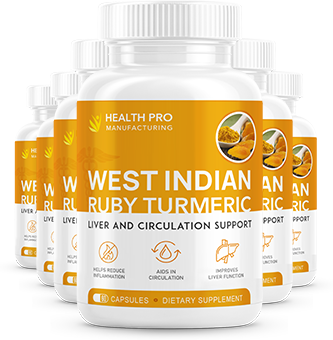 HEALTH PRO
MANUFACTURING
WEST INDIAN
RUBY TURMERIC
LIVER AND CIRCULATION SUPPORT
HELPS REDUCE
INFLAMMATION
AIDS IN
CIRCULATION
IMPROVES
LIVER FUNCTION
60 CAPSULES • DIETARY SUPPLEMENT